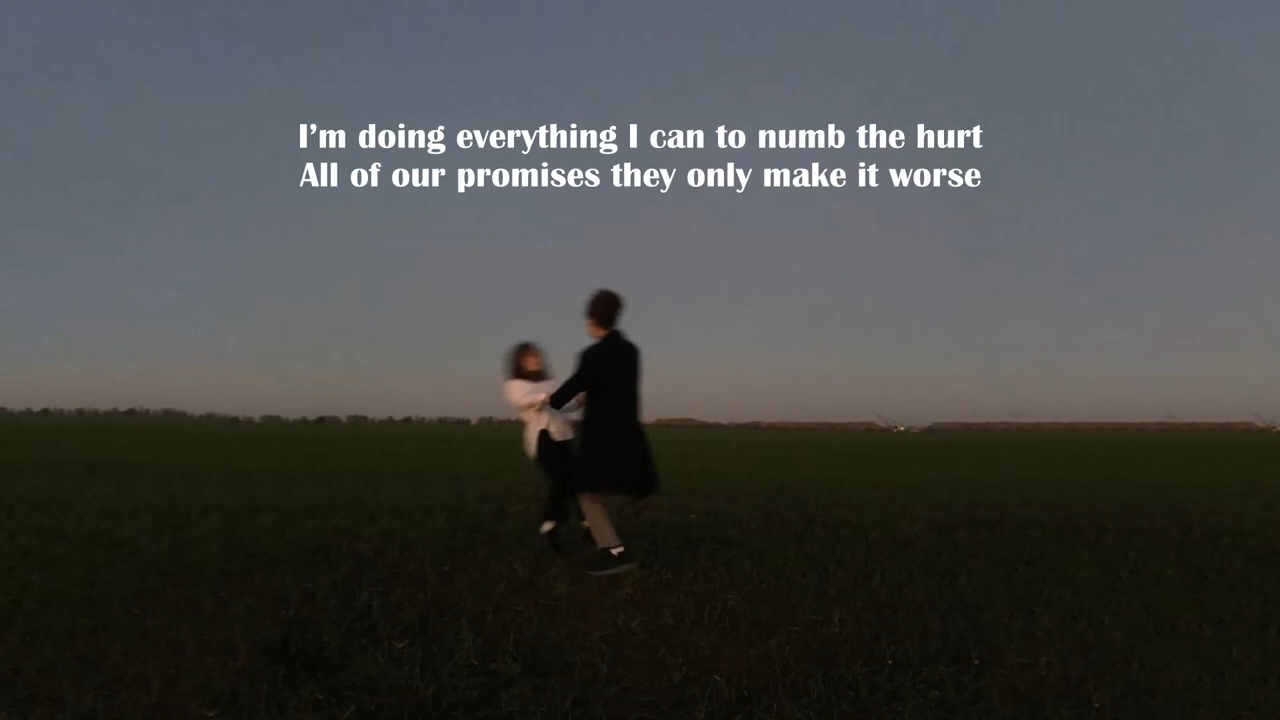 I'm doing everything I can to numb the hurt
All of our promises they only make it worse